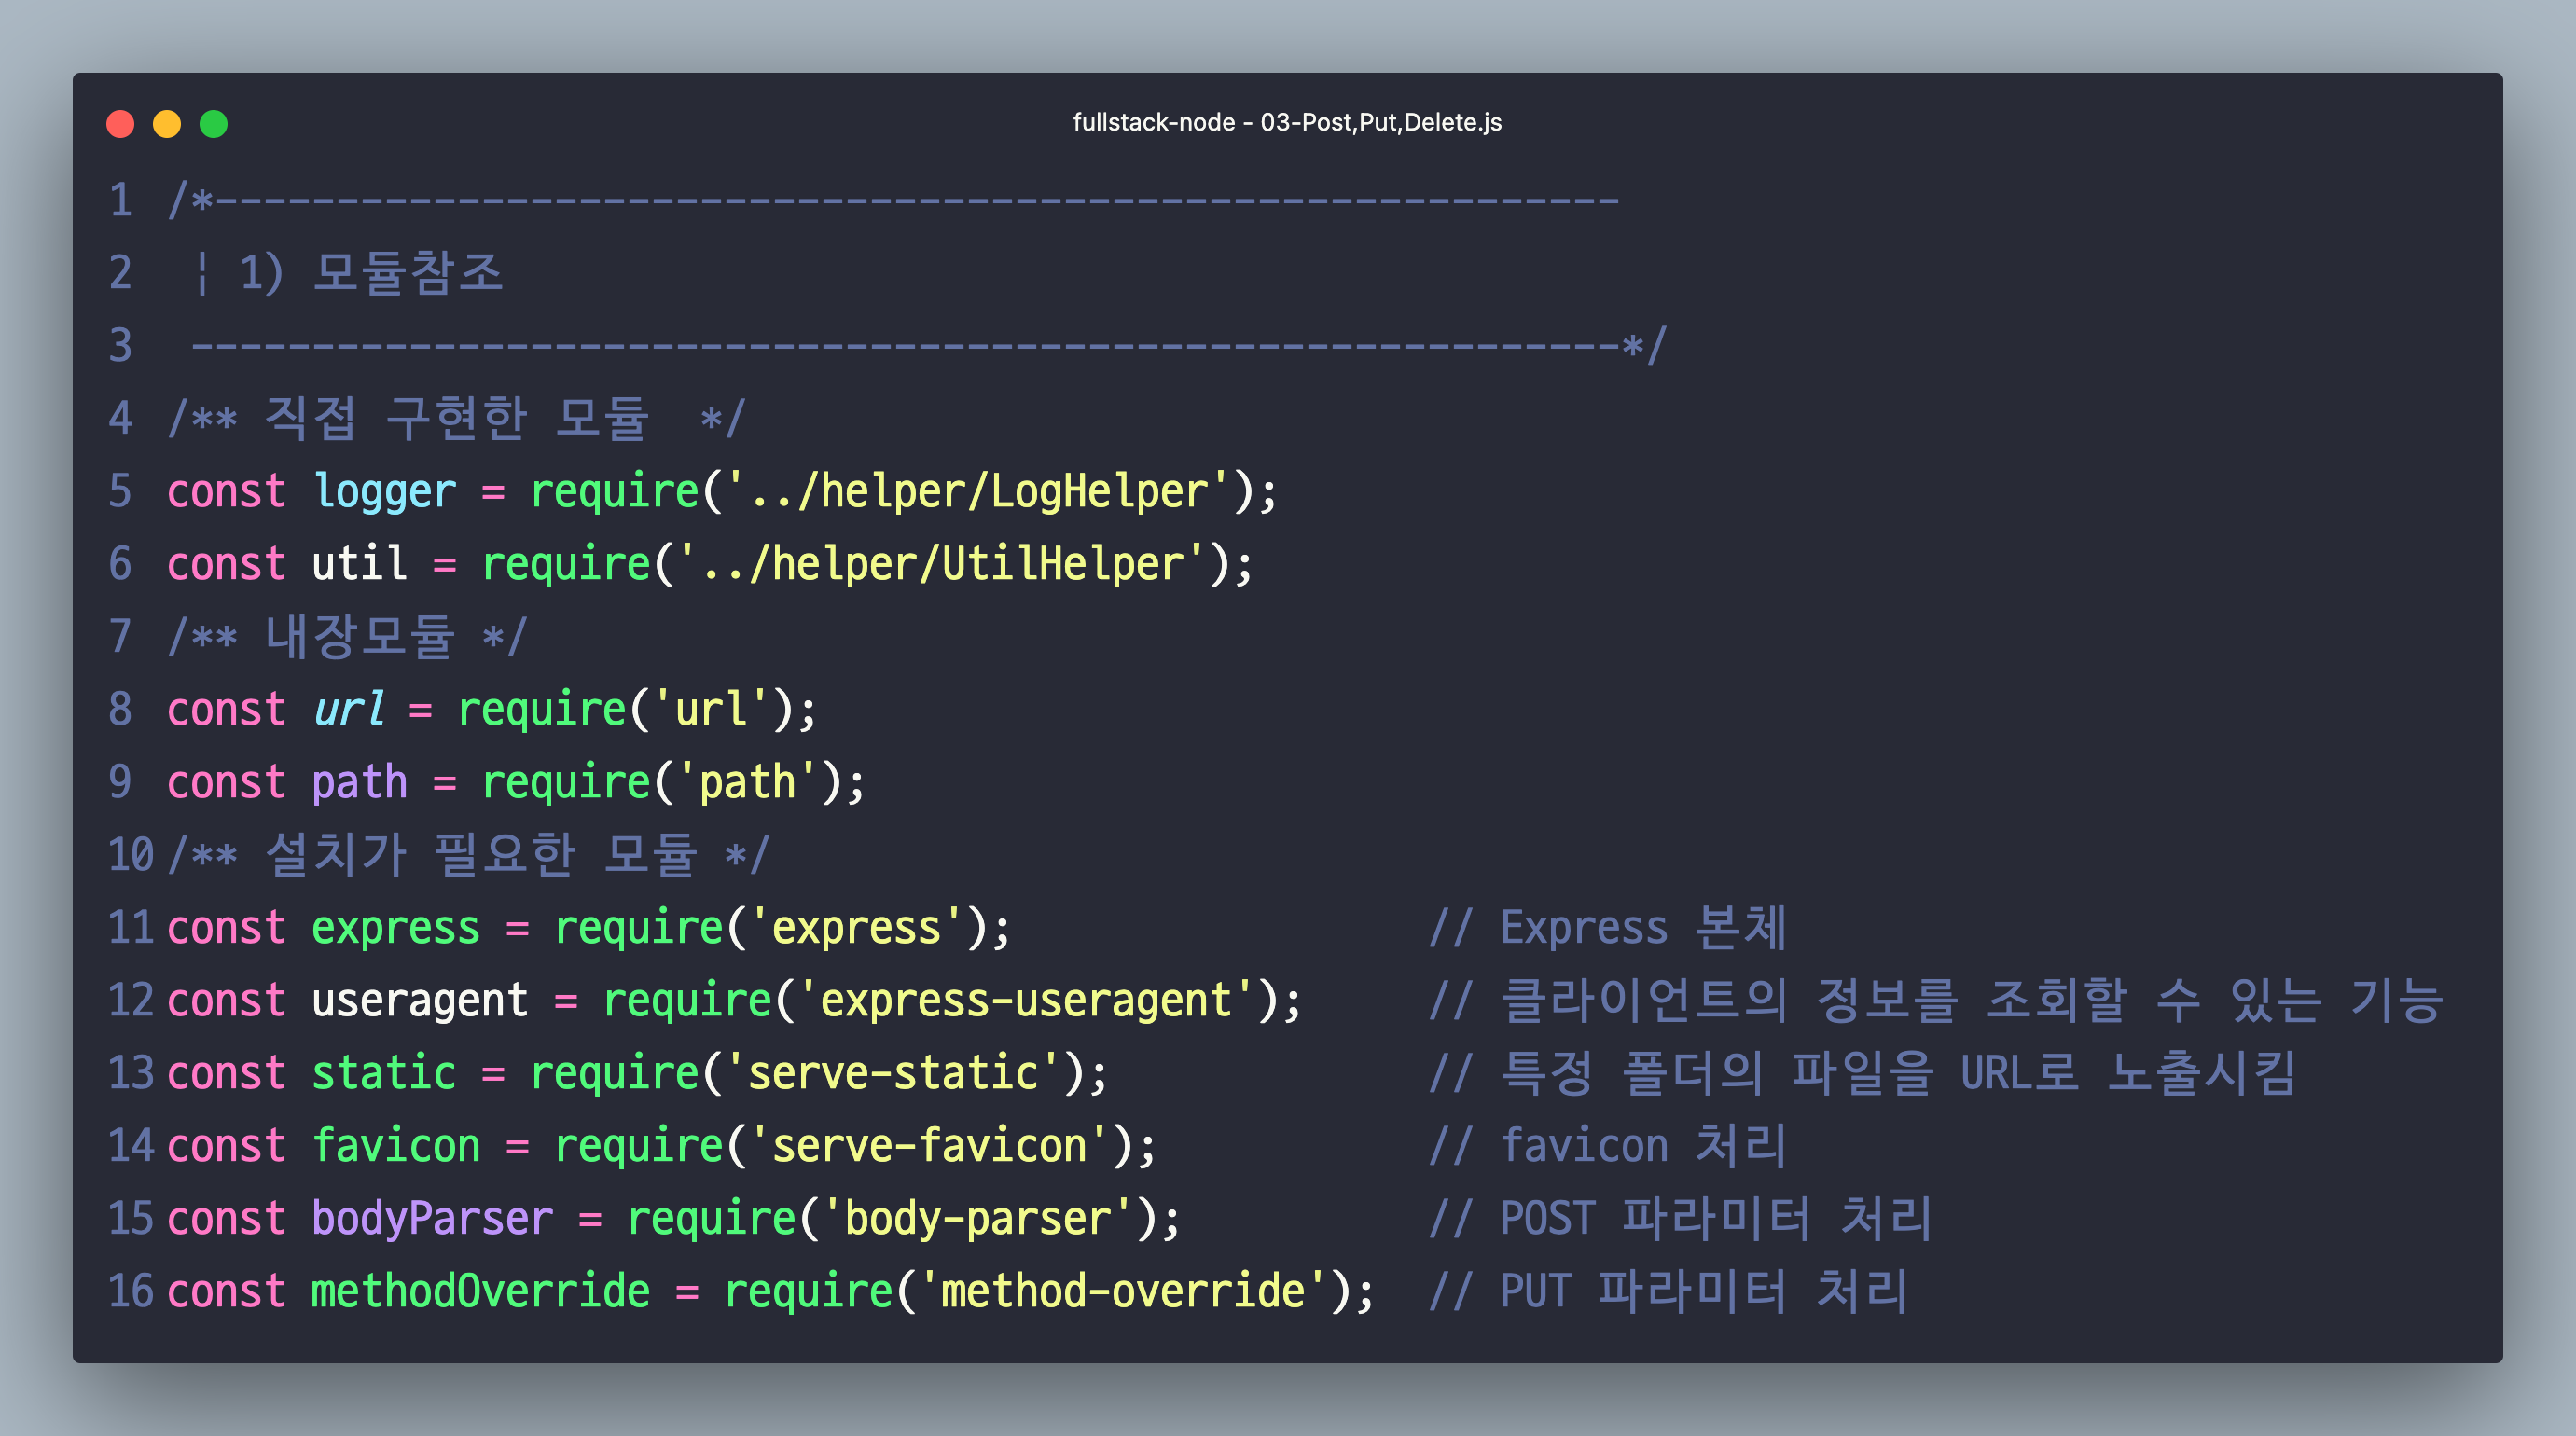 fullstack-node - 03-Post,Put,Delete.js
1 /*----------------------------------------------------------
2  | 1) 모듈참조
3  -----------------------------------------------------------*/
4 /** 직접 구현한 모듈  */
5 const logger = require('../helper/LogHelper');
6 const util = require('../helper/UtilHelper');
7 /** 내장모듈 */
8 const url = require('url');
9 const path = require('path');
10 /** 설치가 필요한 모듈 */
11 const express = require('express');                 // Express 본체
12 const useragent = require('express-useragent');     // 클라이언트의 정보를 조회할 수 있는 기능
13 const static = require('serve-static');             // 특정 폴더의 파일을 URL로 노출시킴
14 const favicon = require('serve-favicon');           // favicon 처리
15 const bodyParser = require('body-parser');          // POST 파라미터 처리
16 const methodOverride = require('method-override');  // PUT 파라미터 처리